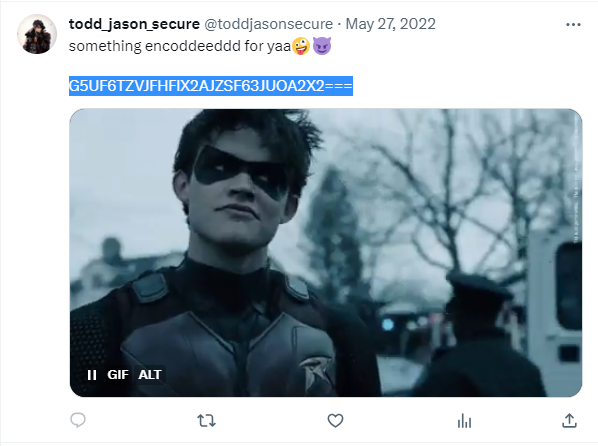 todd_jason_secure @toddjasonsecure · May 27, 2022
something encoddeeddd for yaa🤪😈
G5UF6TZVJFHFIX2AJZSF63JUOA2X2===
GIF ALT